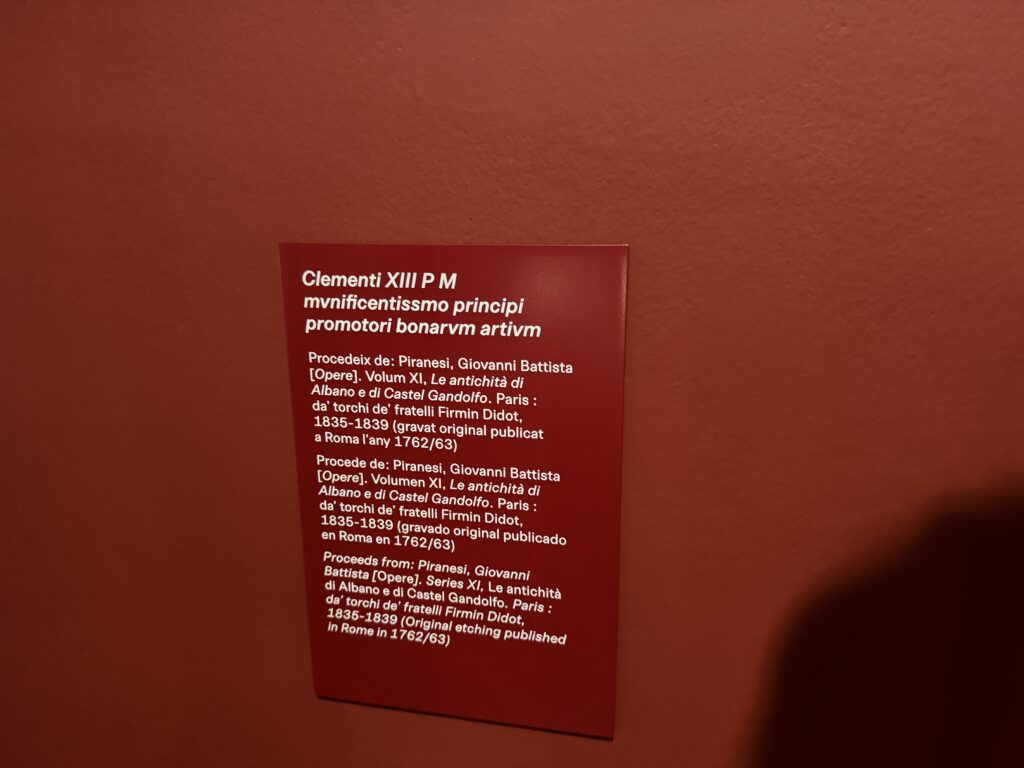 Clementi XIII P M
mvnificentissmo principi
promotori bonarvm artivm
Procedeix de: Piranesi, Giovanni Battista
[Opere]. Volum XI, Le antichità di
Albano e di Castel Gandolfo. Paris :
da' torchi de' fratelli Firmin Didot,
1835-1839 (gravat original publicat
a Roma l'any 1762/63)
Procede de: Piranesi, Giovanni Battista
[Opere]. Volumen XI, Le antichità di
Albano e di Castel Gandolfo. Paris :
da' torchi de' fratelli Firmin Didot,
1835-1839 (gravado original publicado
en Roma en 1762/63)
Proceeds from: Piranesi, Giovanni
Battista [Opere]. Series XI, Le antichità
di Albano e di Castel Gandolfo. Paris :
da' torchi de' fratelli Firmin Didot,
1835-1839 (Original etching published
in Rome in 1762/63)